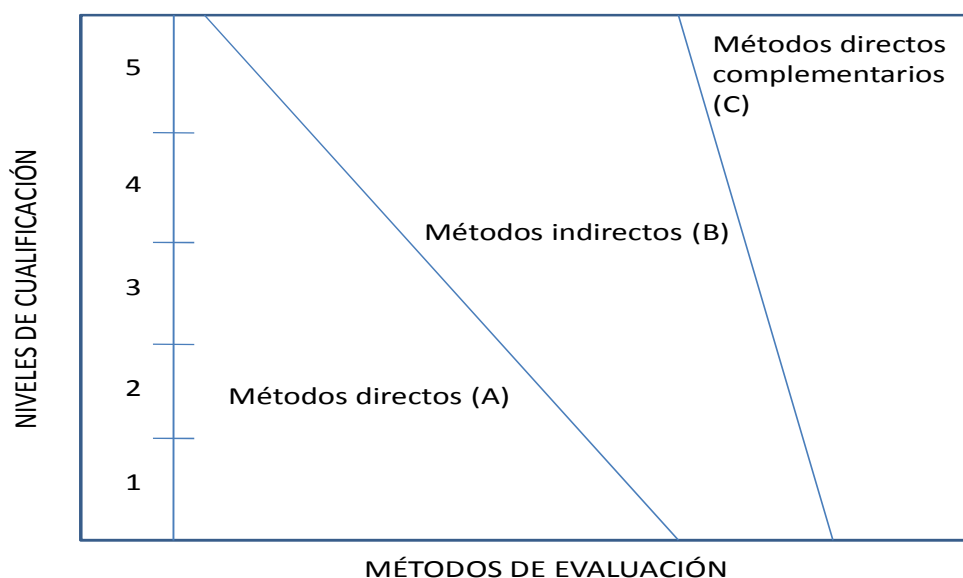 Métodos directos
complementarios
(C)
5
4
Métodos indirectos (B)
3
2
Métodos directos (A)
1
NIVELES DE CUALIFICACIÓN
MÉTODOS DE EVALUACIÓN